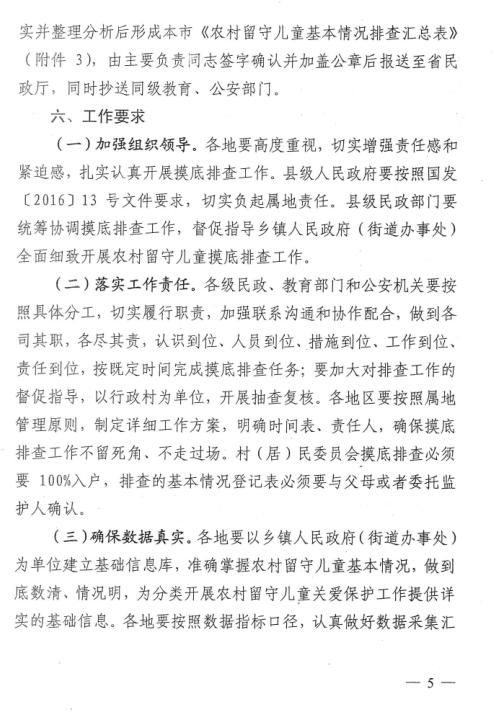 实并整理分析后形成本市《农村留守儿童基本情况排查汇总表》
（附件 3），由主要负责同志签字确认并加盖公章后报送至省民
政厅，同时抄送同级教育、公安部门。
六、工作要求
（一）加强组织领导。各地要高度重视，切实增强责任感和
紧迫感，扎实认真开展摸底排查工作。县级人民政府要按照国发
〔2016〕13 号文件要求，切实负起属地责任。县级民政部门要
统筹协调摸底排查工作，督促指导乡镇人民政府（街道办事处）
全面细致开展农村留守儿童摸底排查工作。
（二）落实工作责任。各级民政、教育部门和公安机关要按
照具体分工，切实履行职责，加强联系沟通和协作配合，做到各
司其职，各尽其责，认识到位、人员到位、措施到位、工作到位、
责任到位，按既定时间完成摸底排查任务；要加大对排查工作的
督促指导，以行政村为单位，开展抽查复核。各地区要按照属地
管理原则，制定详细工作方案，明确时间表、责任人，确保摸底
排查工作不留死角、不走过场。村（居）民委员会摸底排查必须
要 100%入户，排查的基本情况登记表必须要与父母或者委托监
护人确认。
（三）确保数据真实。各地要以乡镇人民政府（街道办事处）
为单位建立基础信息库，准确掌握农村留守儿童基本情况，做到
底数清、情况明，为分类开展农村留守儿童关爱保护工作提供详
实的基础信息。各地要按照数据指标口径，认真做好数据采集汇
— 5 —